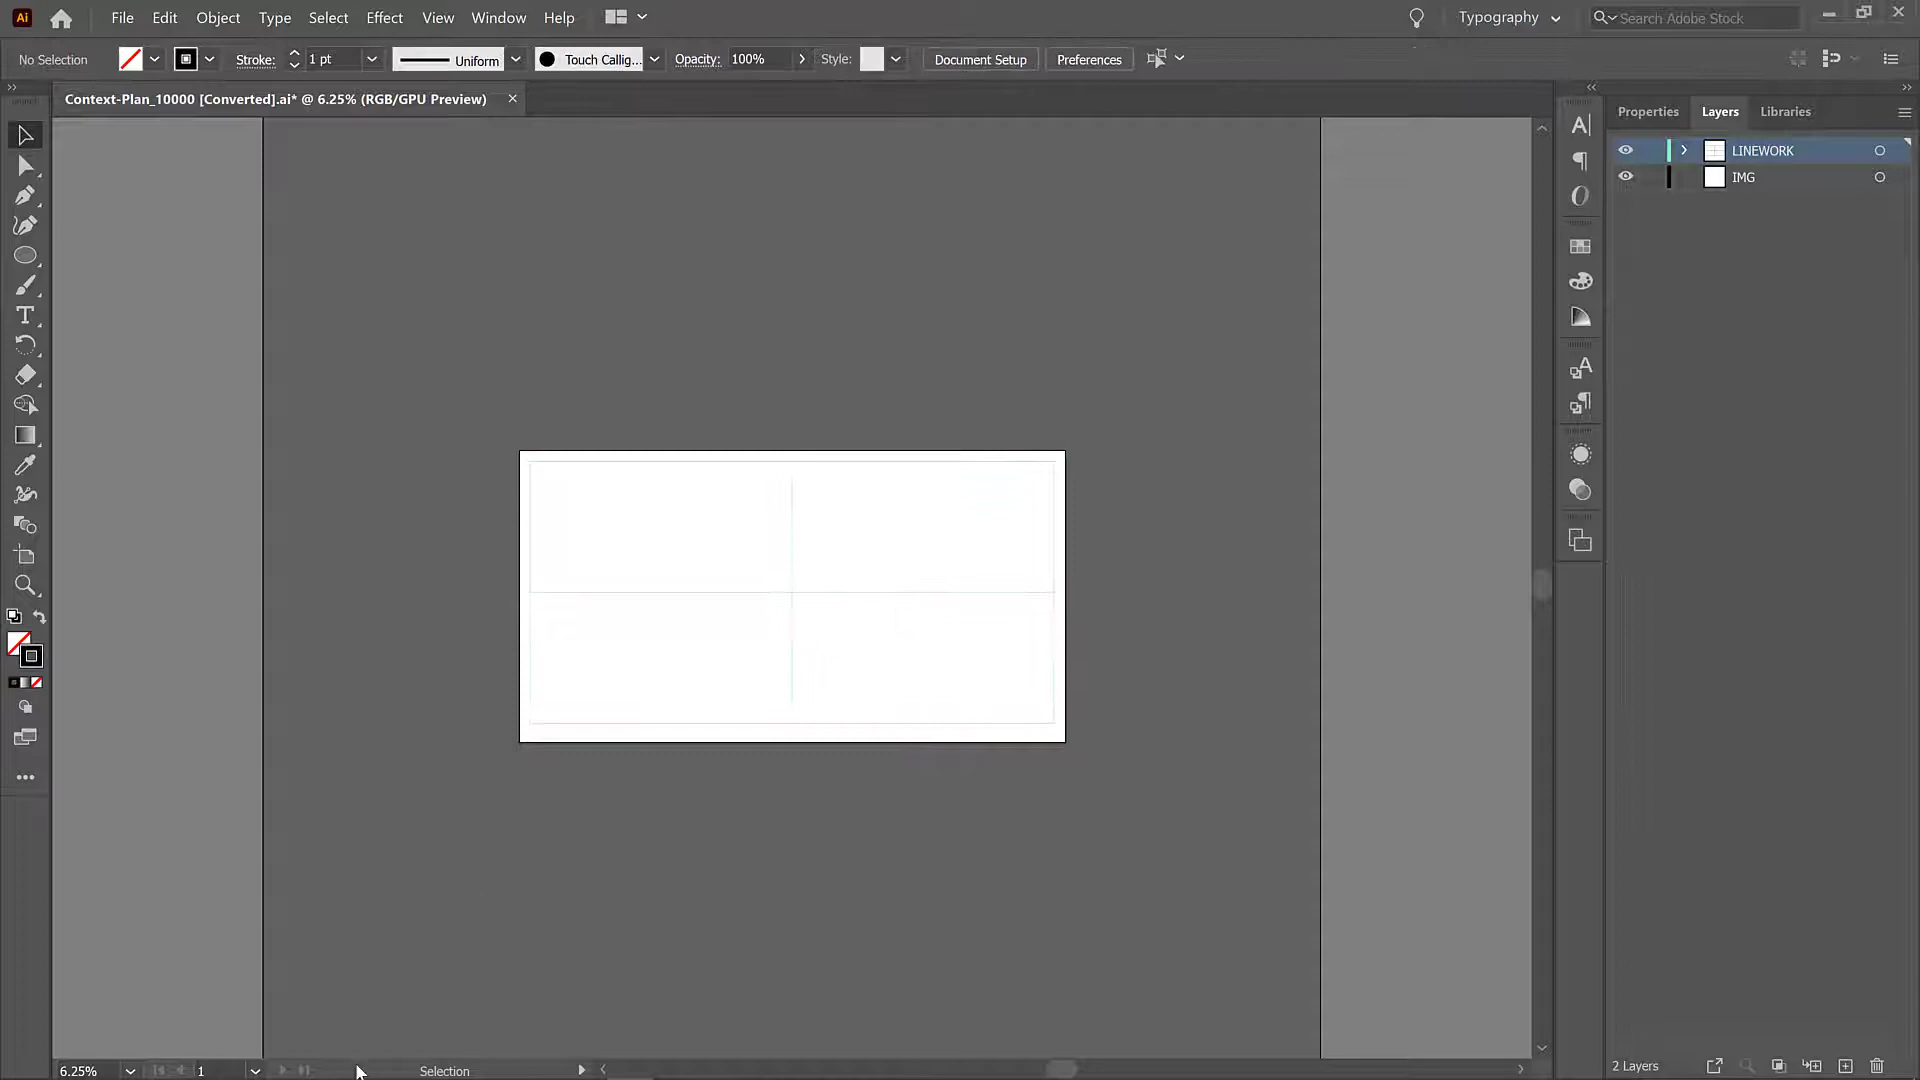 Ai File Edit Object Type Select Effect View Window Help Typography Search Adobe Stock
No Selection Stroke: 1 pt Uniform Touch Callig... Opacity: 100% Style: Document Setup Preferences
Context-Plan_10000 [Converted].ai* @ 6.25% (RGB/GPU Preview)
Properties Layers Libraries
LINEWORK
IMG
6.25% 1 Selection
2 Layers